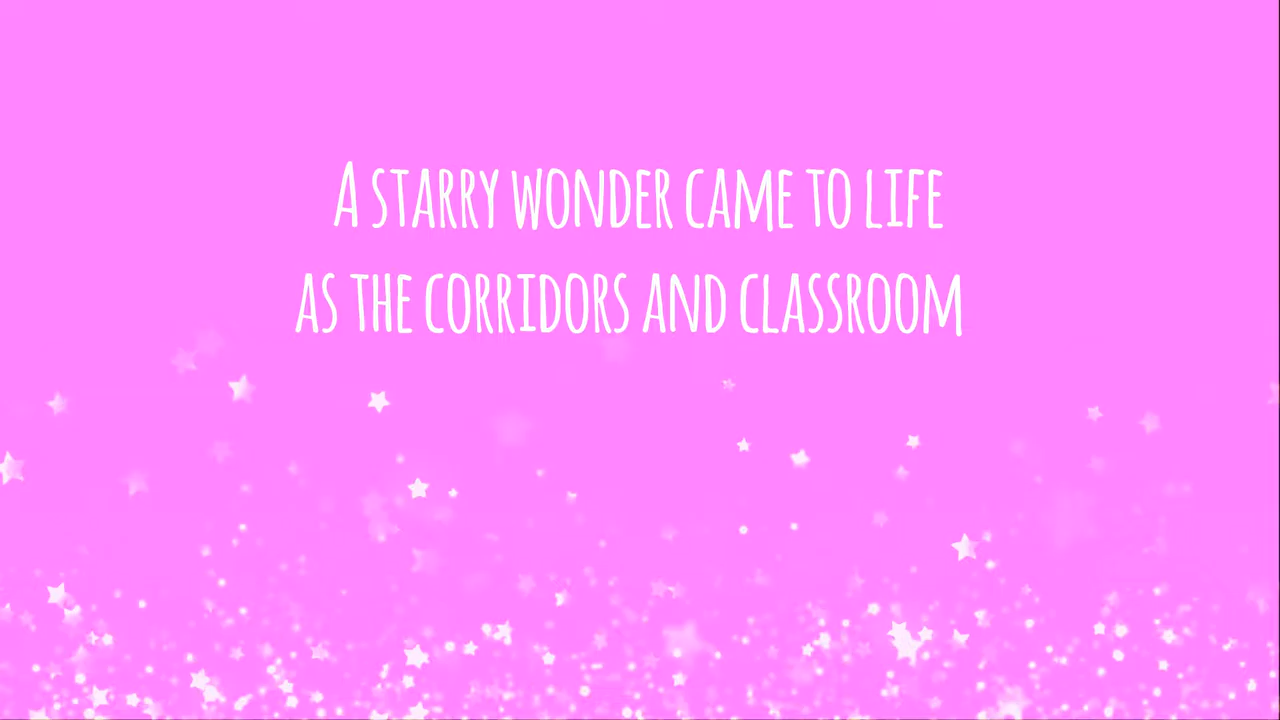 A STARRY WONDER CAME TO LIFE
AS THE CORRIDORS AND CLASSROOM